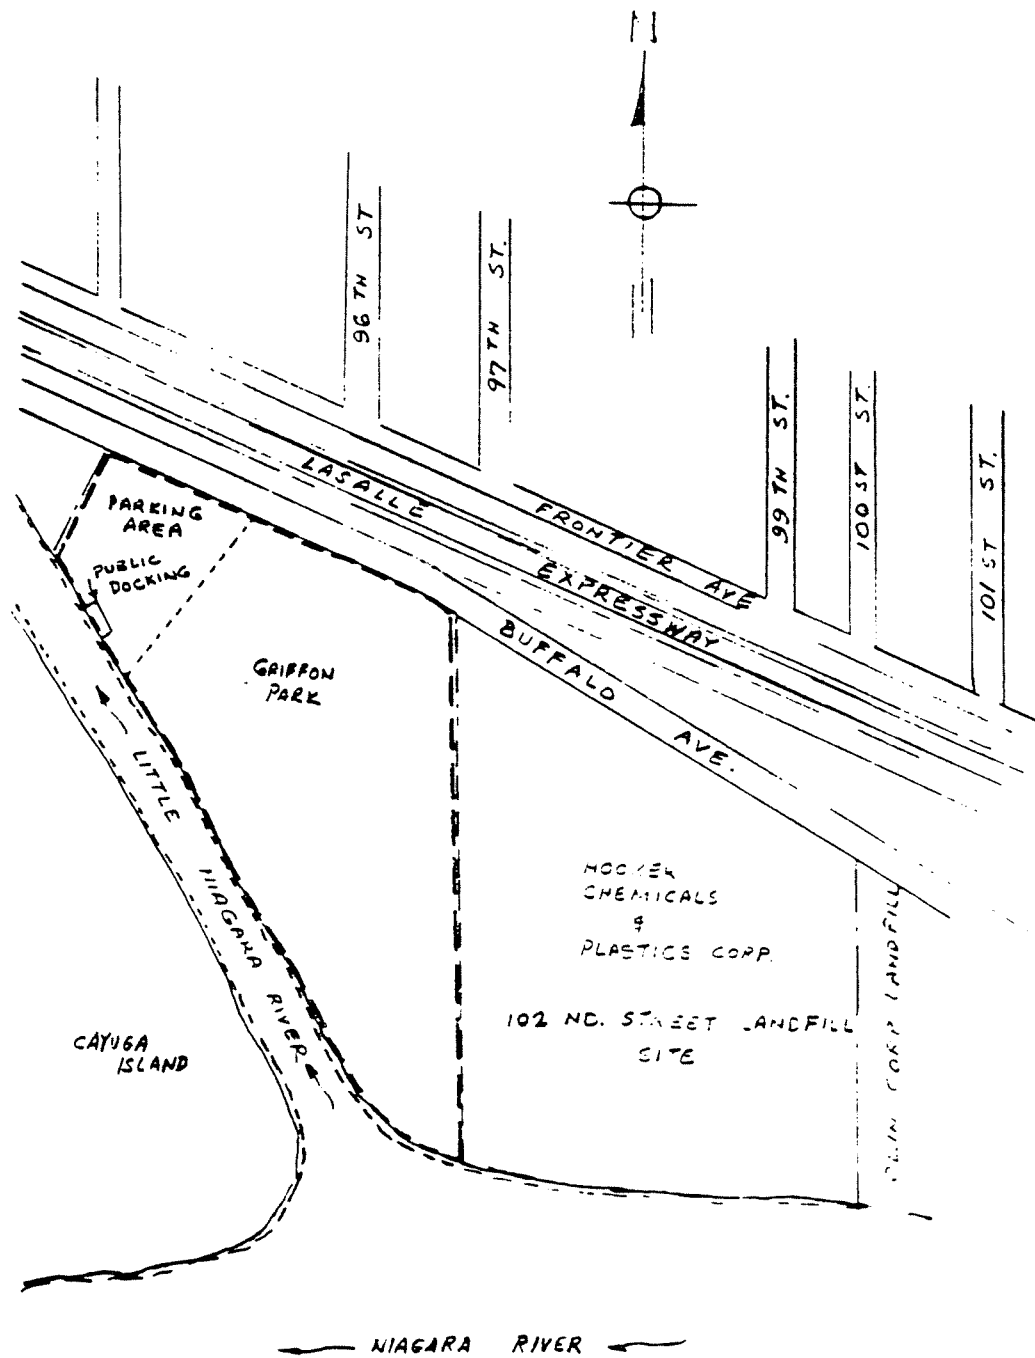 N
96 TH ST
97 TH ST.
99 TH ST.
100 ST ST.
101 ST ST.
LASALLE EXPRESSWAY
FRONTIER AVE
BUFFALO AVE.
PARKING
AREA
PUBLIC
DOCKING
GRIFFON
PARK
LITTLE NIAGARA RIVER
CAYUGA
ISLAND
HOOKER
CHEMICALS
&
PLASTICS CORP.
102 ND. STREET LANDFILL
SITE
OLIN CORP LANDFILL
NIAGARA RIVER